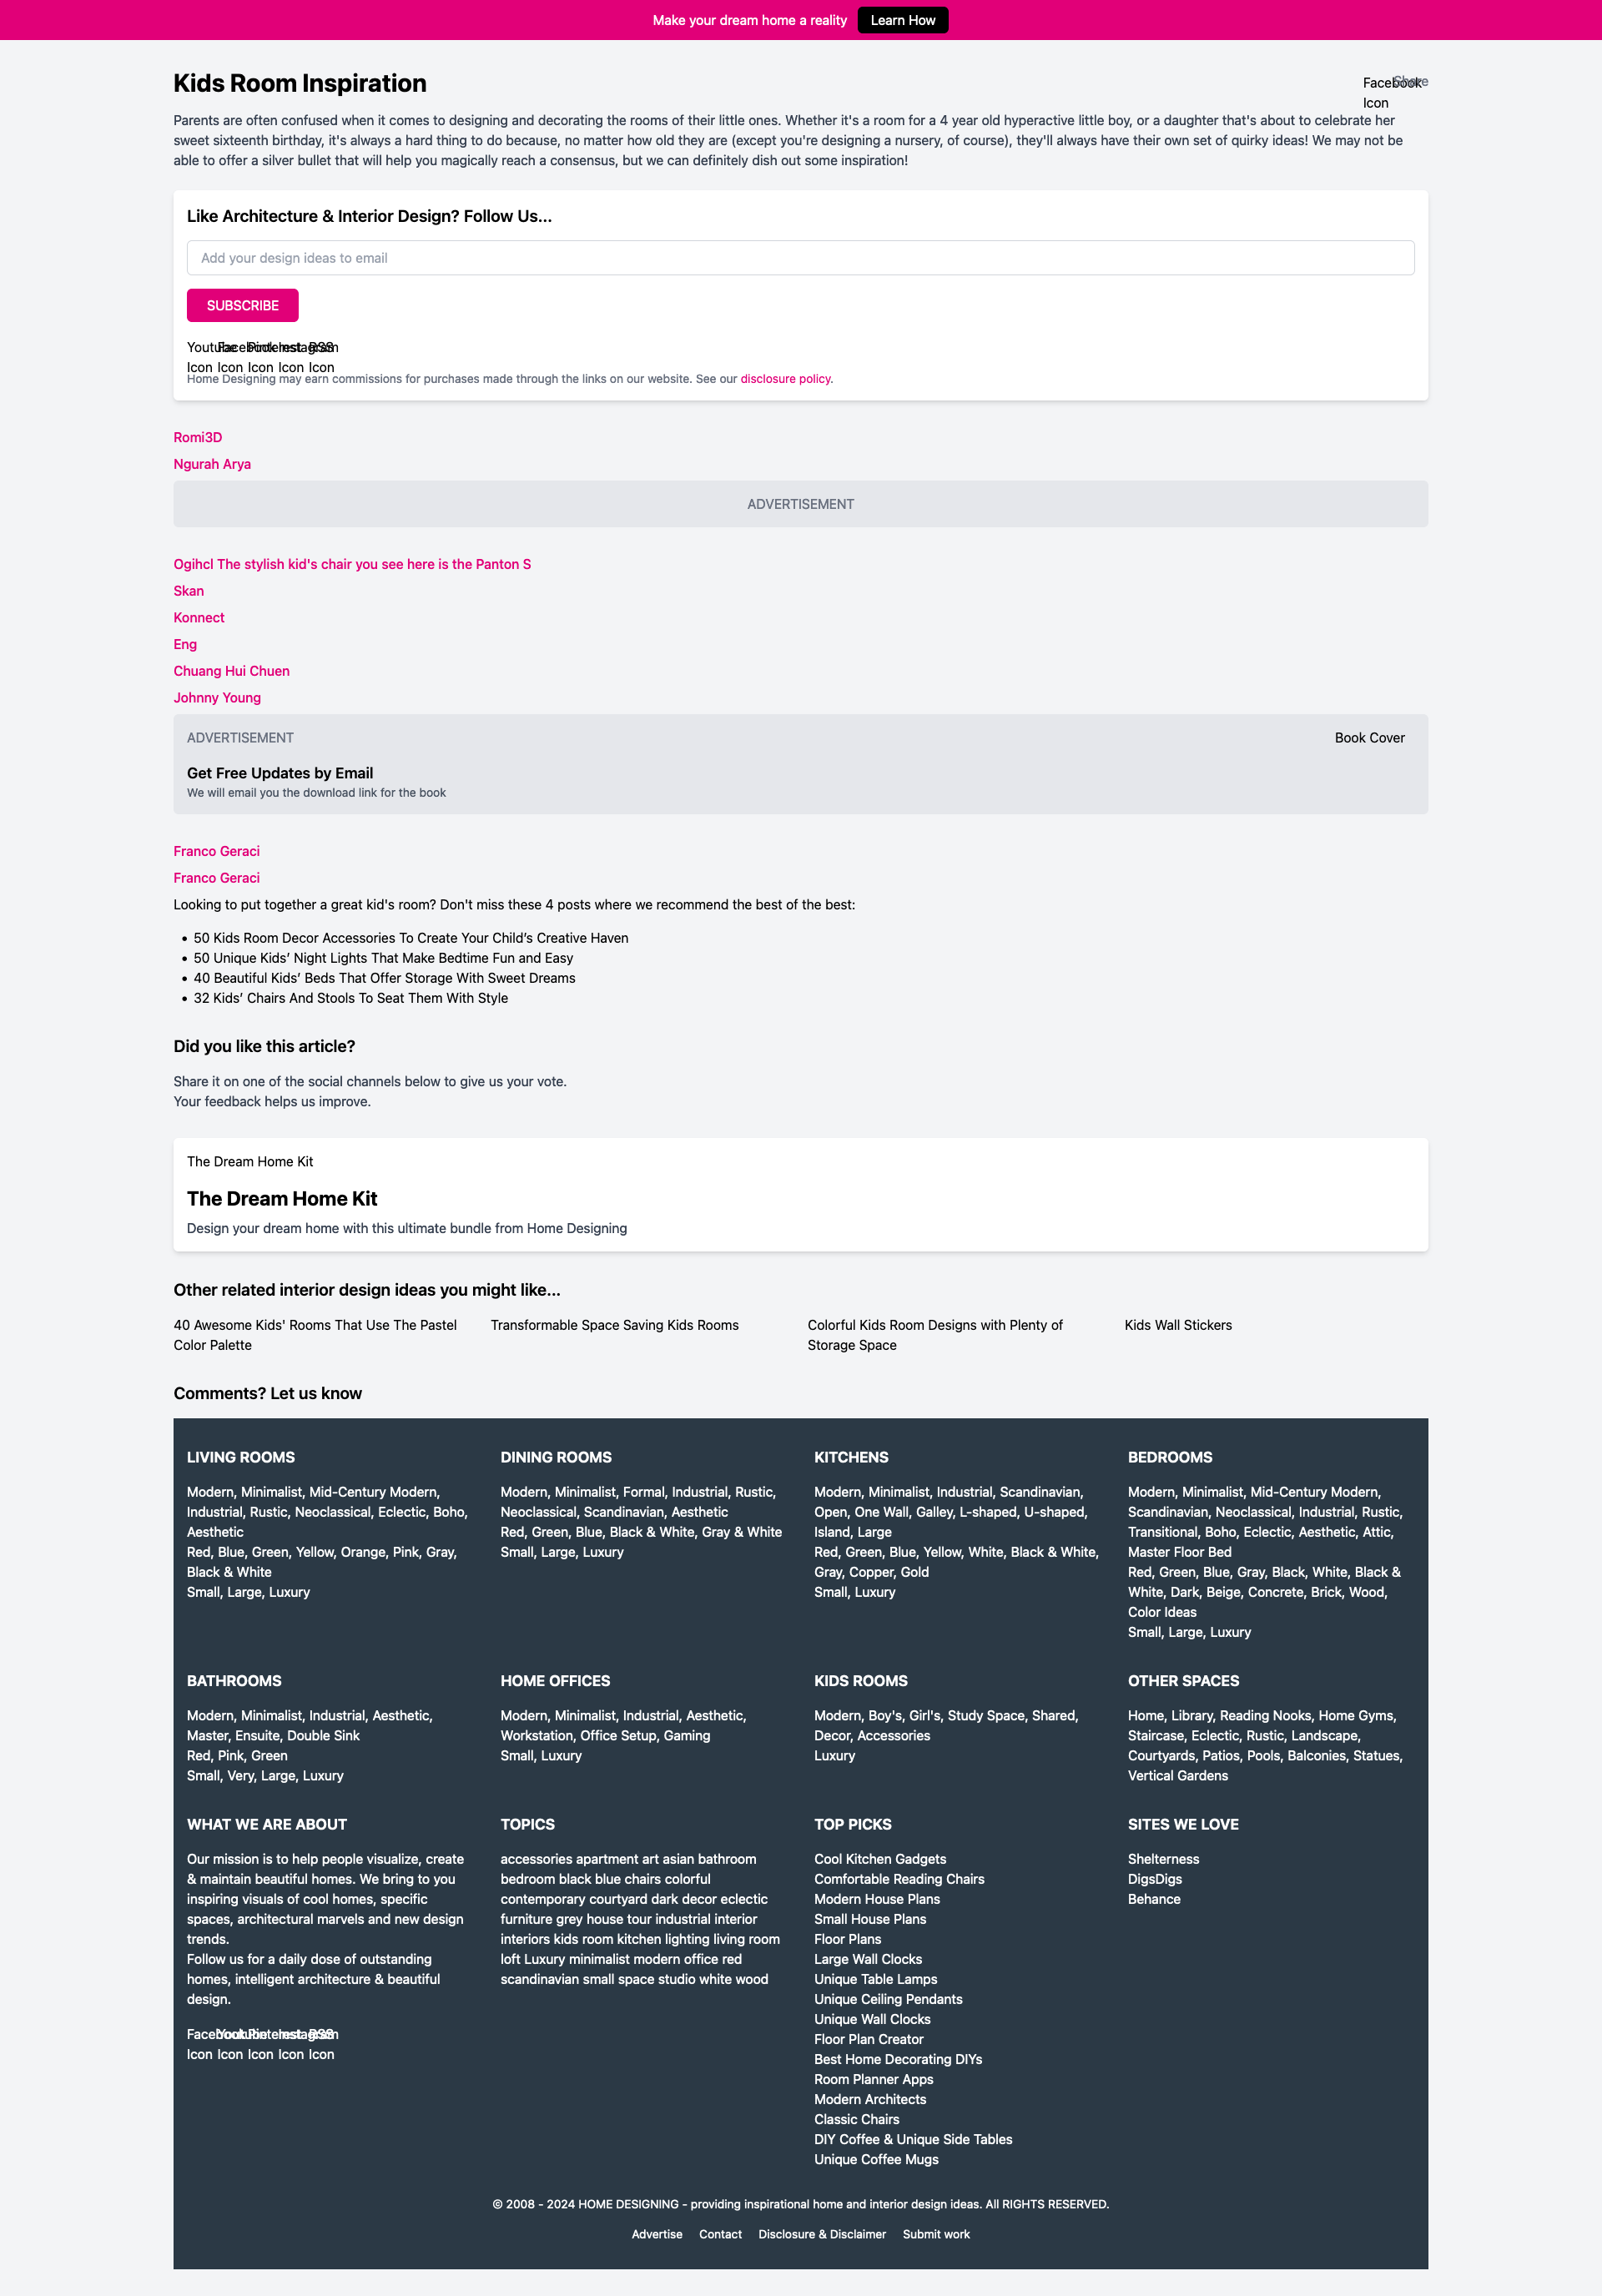 Make your dream home a reality Learn How
Kids Room Inspiration
Facebook Share
Icon
Parents are often confused when it comes to designing and decorating the rooms of their little ones. Whether it's a room for a 4 year old hyperactive little boy, or a daughter that's about to celebrate her
sweet sixteenth birthday, it's always a hard thing to do because, no matter how old they are (except you're designing a nursery, of course), they'll always have their own set of quirky ideas! We may not be
able to offer a silver bullet that will help you magically reach a consensus, but we can definitely dish out some inspiration!
Like Architecture & Interior Design? Follow Us...
Add your design ideas to email
SUBSCRIBE
Youtube Facebook Pinterest Instagram RSS
Icon Icon Icon Icon Icon
Home Designing may earn commissions for purchases made through the links on our website. See our disclosure policy.
Romi3D
Ngurah Arya
ADVERTISEMENT
Ogihcl The stylish kid's chair you see here is the Panton S
Skan
Konnect
Eng
Chuang Hui Chuen
Johnny Young
ADVERTISEMENT
Book Cover
Get Free Updates by Email
We will email you the download link for the book
Franco Geraci
Franco Geraci
Looking to put together a great kid's room? Don't miss these 4 posts where we recommend the best of the best:
• 50 Kids Room Decor Accessories To Create Your Child’s Creative Haven
• 50 Unique Kids’ Night Lights That Make Bedtime Fun and Easy
• 40 Beautiful Kids’ Beds That Offer Storage With Sweet Dreams
• 32 Kids’ Chairs And Stools To Seat Them With Style
Did you like this article?
Share it on one of the social channels below to give us your vote.
Your feedback helps us improve.
The Dream Home Kit
The Dream Home Kit
Design your dream home with this ultimate bundle from Home Designing
Other related interior design ideas you might like...
40 Awesome Kids' Rooms That Use The Pastel
Color Palette
Transformable Space Saving Kids Rooms
Colorful Kids Room Designs with Plenty of
Storage Space
Kids Wall Stickers
Comments? Let us know
LIVING ROOMS
Modern, Minimalist, Mid-Century Modern,
Industrial, Rustic, Neoclassical, Eclectic, Boho,
Aesthetic
Red, Blue, Green, Yellow, Orange, Pink, Gray,
Black & White
Small, Large, Luxury
DINING ROOMS
Modern, Minimalist, Formal, Industrial, Rustic,
Neoclassical, Scandinavian, Aesthetic
Red, Green, Blue, Black & White, Gray & White
Small, Large, Luxury
KITCHENS
Modern, Minimalist, Industrial, Scandinavian,
Open, One Wall, Galley, L-shaped, U-shaped,
Island, Large
Red, Green, Blue, Yellow, White, Black & White,
Gray, Copper, Gold
Small, Luxury
BEDROOMS
Modern, Minimalist, Mid-Century Modern,
Scandinavian, Neoclassical, Industrial, Rustic,
Transitional, Boho, Eclectic, Aesthetic, Attic,
Master Floor Bed
Red, Green, Blue, Gray, Black, White, Black &
White, Dark, Beige, Concrete, Brick, Wood,
Color Ideas
Small, Large, Luxury
BATHROOMS
Modern, Minimalist, Industrial, Aesthetic,
Master, Ensuite, Double Sink
Red, Pink, Green
Small, Very, Large, Luxury
HOME OFFICES
Modern, Minimalist, Industrial, Aesthetic,
Workstation, Office Setup, Gaming
Small, Luxury
KIDS ROOMS
Modern, Boy's, Girl's, Study Space, Shared,
Decor, Accessories
Luxury
OTHER SPACES
Home, Library, Reading Nooks, Home Gyms,
Staircase, Eclectic, Rustic, Landscape,
Courtyards, Patios, Pools, Balconies, Statues,
Vertical Gardens
WHAT WE ARE ABOUT
Our mission is to help people visualize, create
& maintain beautiful homes. We bring to you
inspiring visuals of cool homes, specific
spaces, architectural marvels and new design
trends.
Follow us for a daily dose of outstanding
homes, intelligent architecture & beautiful
design.
Facebook Youtube Pinterest Instagram RSS
Icon Icon Icon Icon Icon
TOPICS
accessories apartment art asian bathroom
bedroom black blue chairs colorful
contemporary courtyard dark decor eclectic
furniture grey house tour industrial interior
interiors kids room kitchen lighting living room
loft Luxury minimalist modern office red
scandinavian small space studio white wood
TOP PICKS
Cool Kitchen Gadgets
Comfortable Reading Chairs
Modern House Plans
Small House Plans
Floor Plans
Large Wall Clocks
Unique Table Lamps
Unique Ceiling Pendants
Unique Wall Clocks
Floor Plan Creator
Best Home Decorating DIYs
Room Planner Apps
Modern Architects
Classic Chairs
DIY Coffee & Unique Side Tables
Unique Coffee Mugs
SITES WE LOVE
Shelterness
DigsDigs
Behance
© 2008 - 2024 HOME DESIGNING - providing inspirational home and interior design ideas. All RIGHTS RESERVED.
Advertise Contact Disclosure & Disclaimer Submit work